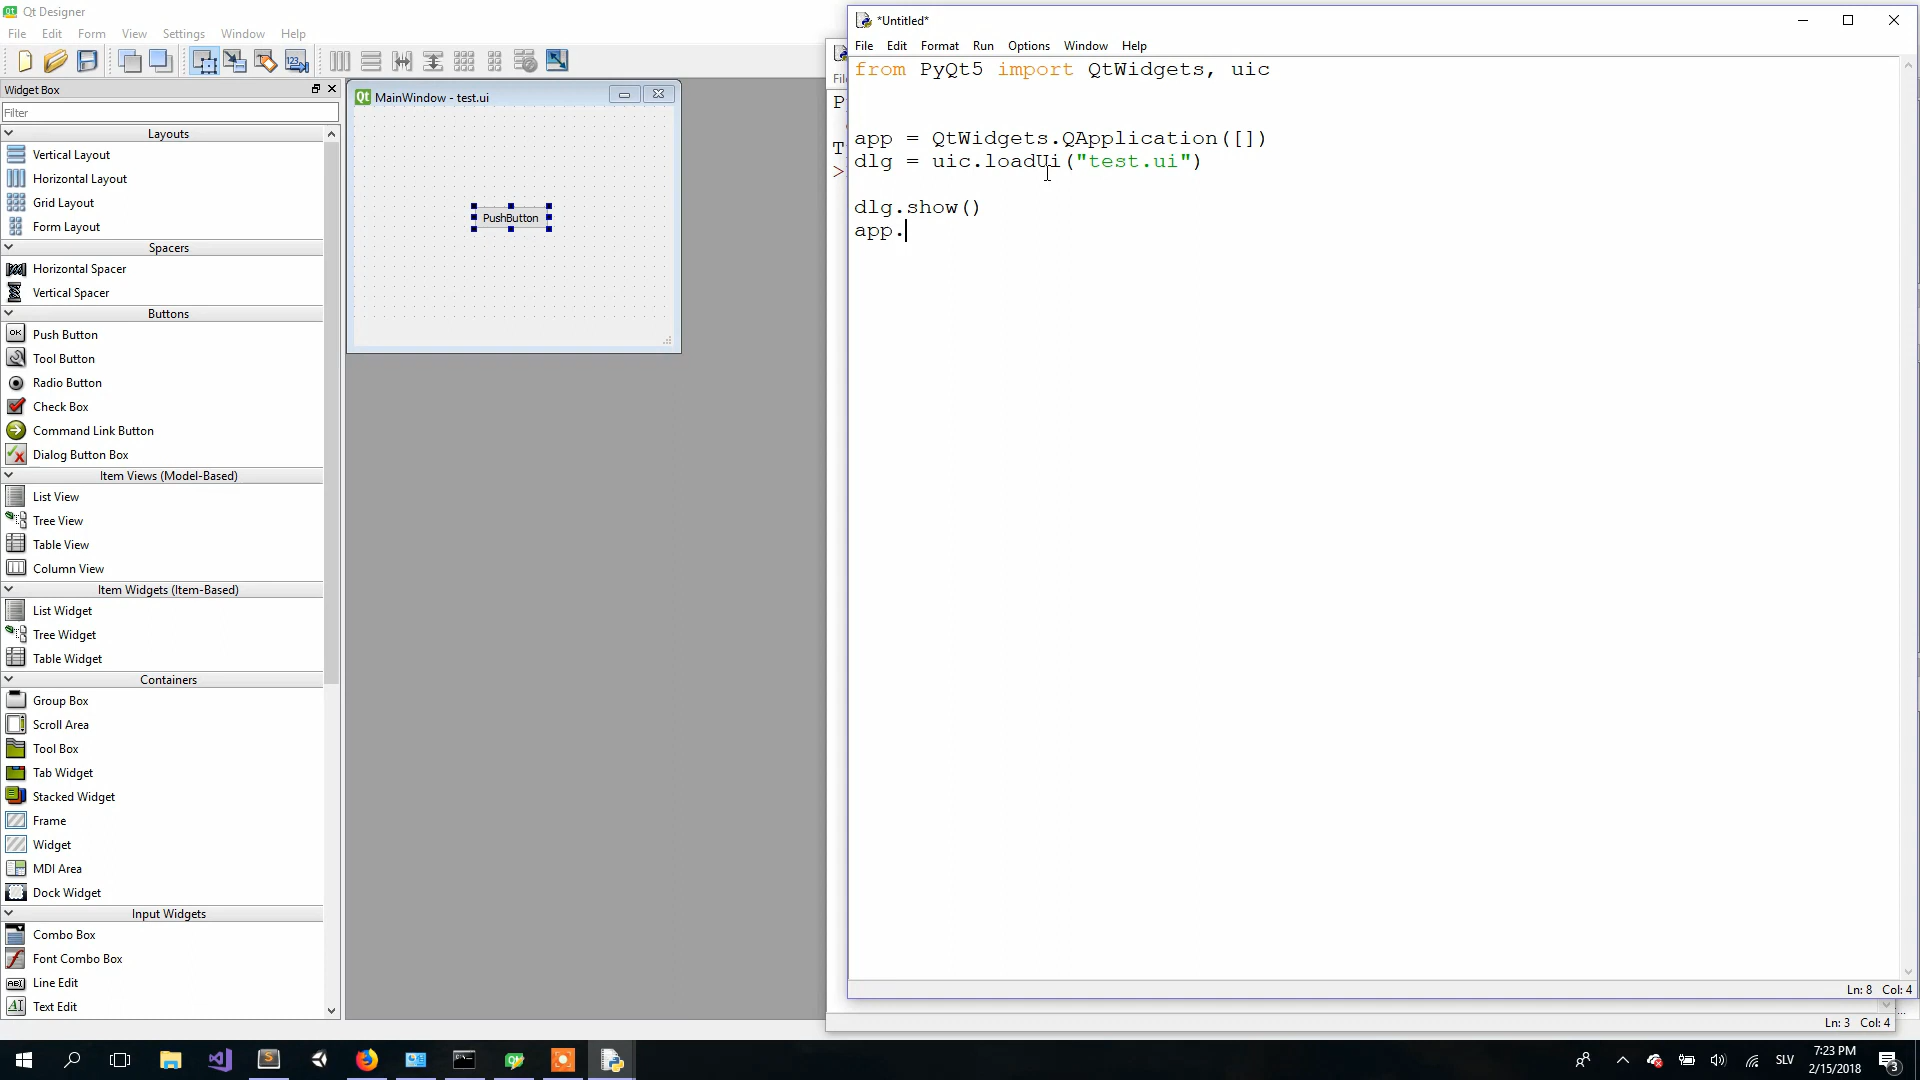 Qt Designer
File Edit Form View Settings Window Help
Widget Box
Filter
Layouts
Vertical Layout
Horizontal Layout
Grid Layout
Form Layout
Spacers
Horizontal Spacer
Vertical Spacer
Buttons
Push Button
Tool Button
Radio Button
Check Box
Command Link Button
Dialog Button Box
Item Views (Model-Based)
List View
Tree View
Table View
Column View
Item Widgets (Item-Based)
List Widget
Tree Widget
Table Widget
Containers
Group Box
Scroll Area
Tool Box
Tab Widget
Stacked Widget
Frame
Widget
MDI Area
Dock Widget
Input Widgets
Combo Box
Font Combo Box
Line Edit
Text Edit
MainWindow - test.ui
PushButton
*Untitled*
File Edit Format Run Options Window Help
from PyQt5 import QtWidgets, uic
app = QtWidgets.QApplication([])
dlg = uic.loadUi("test.ui")
dlg.show()
app.
Ln: 8 Col: 4
Ln: 3 Col: 4
SLV
7:23 PM
2/15/2018
3